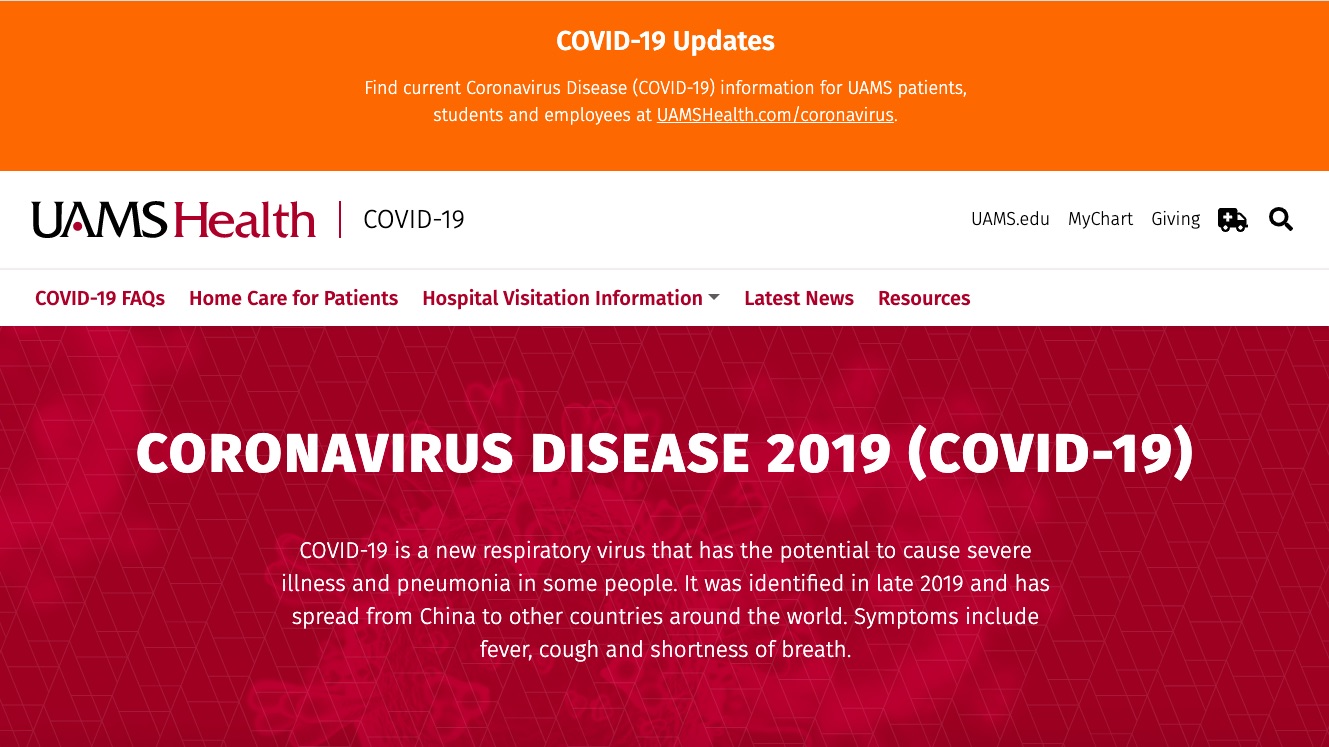 COVID-19 Updates
Find current Coronavirus Disease (COVID-19) information for UAMS patients,
students and employees at UAMSHealth.com/coronavirus.
UAMS Health | COVID-19
UAMS.edu MyChart Giving
COVID-19 FAQs Home Care for Patients Hospital Visitation Information Latest News Resources
CORONAVIRUS DISEASE 2019 (COVID-19)
COVID-19 is a new respiratory virus that has the potential to cause severe
illness and pneumonia in some people. It was identified in late 2019 and has
spread from China to other countries around the world. Symptoms include
fever, cough and shortness of breath.